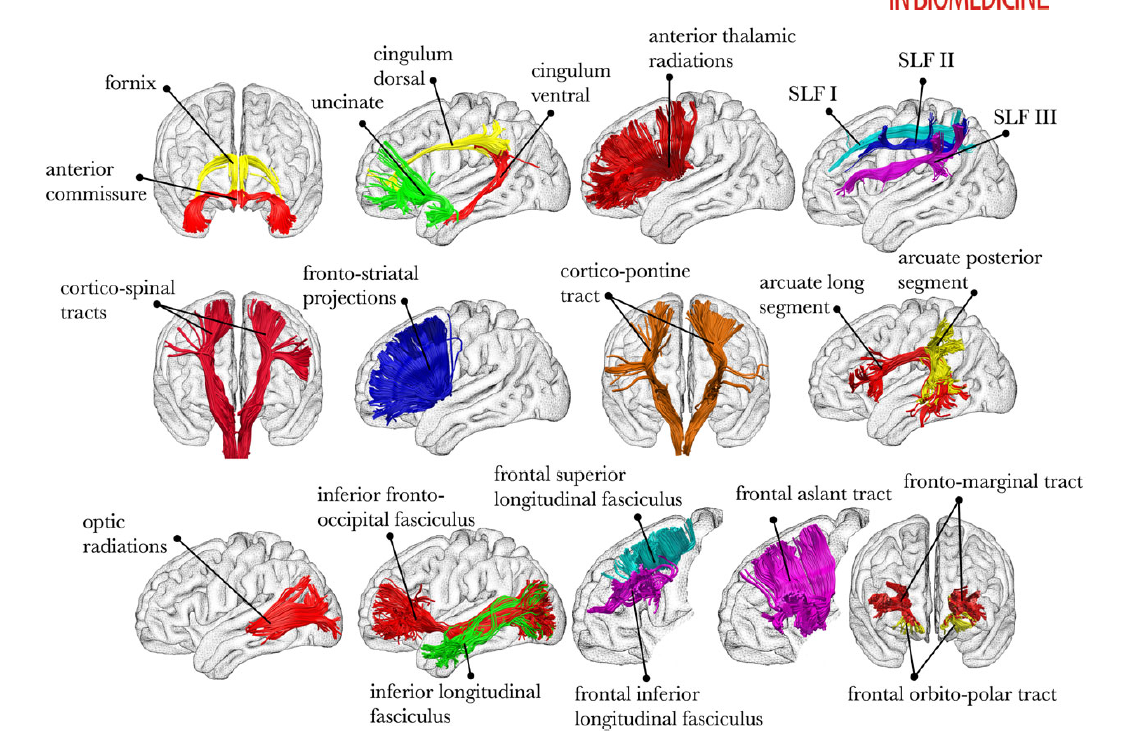 IN BIOMEDICINE
fornix
anterior
commissure
uncinate
cingulum
dorsal
cingulum
ventral
anterior thalamic
radiations
SLF I
SLF II
SLF III
cortico-spinal
tracts
fronto-striatal
projections
cortico-pontine
tract
arcuate long
segment
arcuate posterior
segment
optic
radiations
inferior fronto-
occipital fasciculus
inferior longitudinal
fasciculus
frontal superior
longitudinal fasciculus
frontal inferior
longitudinal fasciculus
frontal aslant tract
fronto-marginal tract
frontal orbito-polar tract